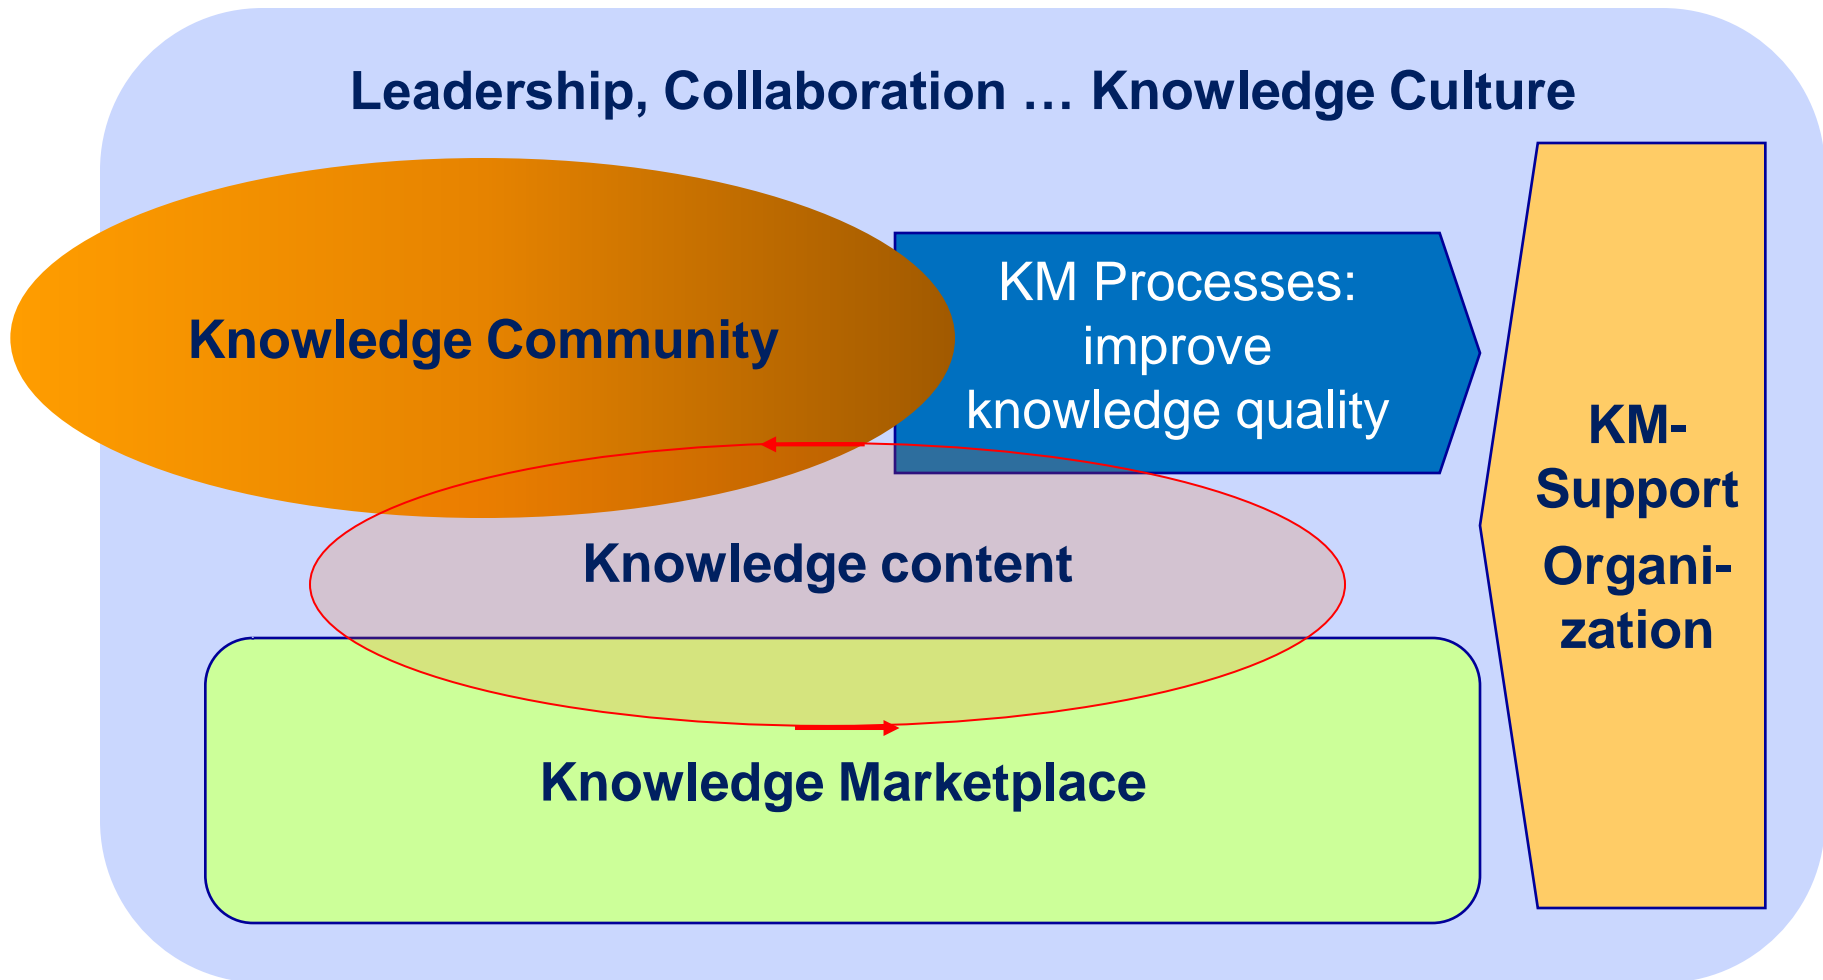 Leadership, Collaboration … Knowledge Culture
Knowledge Community
KM Processes:
improve
knowledge quality
KM-
Support
Organi-
zation
Knowledge content
Knowledge Marketplace